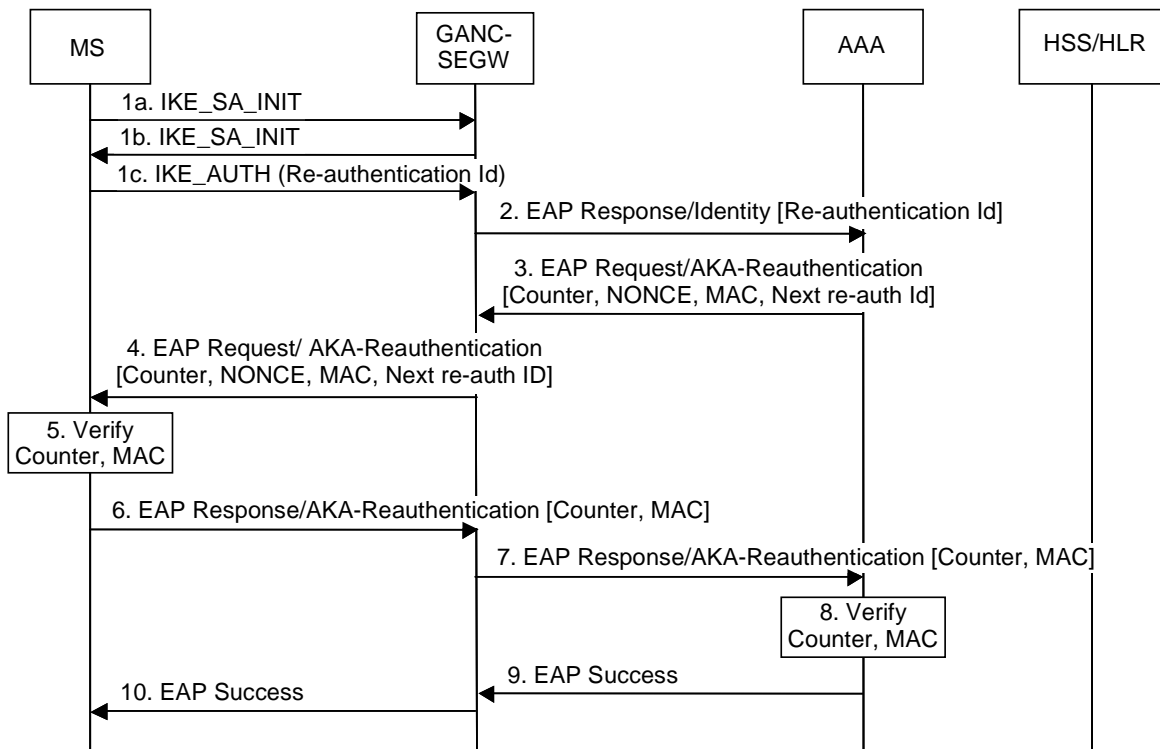 MS
GANC-
SEGW
AAA
HSS/HLR
1a. IKE_SA_INIT
1b. IKE_SA_INIT
1c. IKE_AUTH (Re-authentication Id)
2. EAP Response/Identity [Re-authentication Id]
3. EAP Request/AKA-Reauthentication
[Counter, NONCE, MAC, Next re-auth Id]
4. EAP Request/ AKA-Reauthentication
[Counter, NONCE, MAC, Next re-auth ID]
5. Verify
Counter, MAC
6. EAP Response/AKA-Reauthentication [Counter, MAC]
7. EAP Response/AKA-Reauthentication [Counter, MAC]
8. Verify
Counter, MAC
9. EAP Success
10. EAP Success